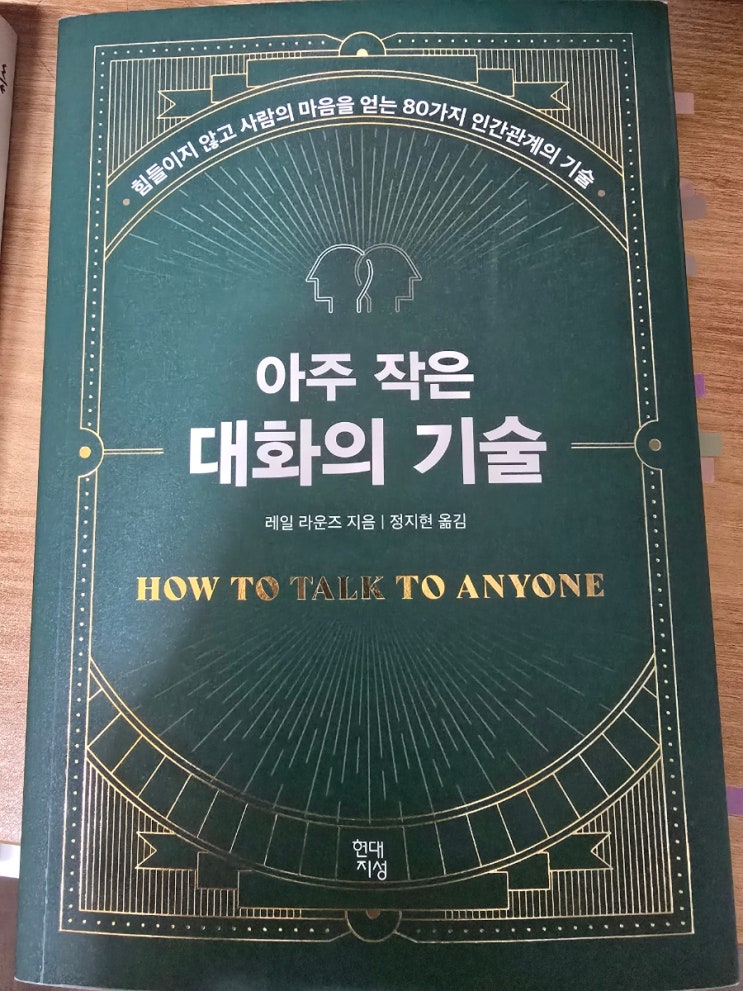 힘들이지 않고 사람의 마음을 얻는 80가지 인간관계의 기술
아주 작은
대화의 기술
레일 라운즈 지음 | 정지현 옮김
HOW TO TALK TO ANYONE
현대
지성